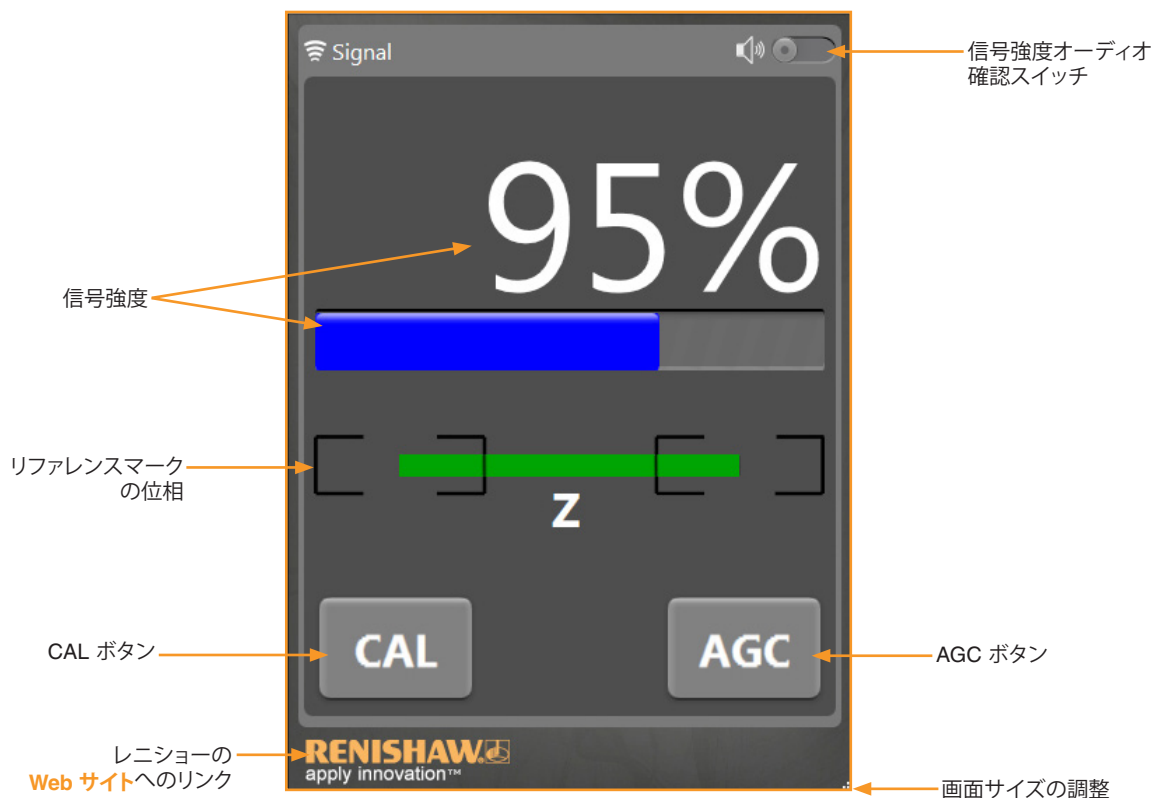 Signal
信号強度オーディオ
確認スイッチ
95%
信号強度
リファレンスマーク
の位相
Z
CAL ボタン
CAL
AGC
AGC ボタン
レニショーの
Web サイトへのリンク
RENISHAW.
apply innovation™
画面サイズの調整